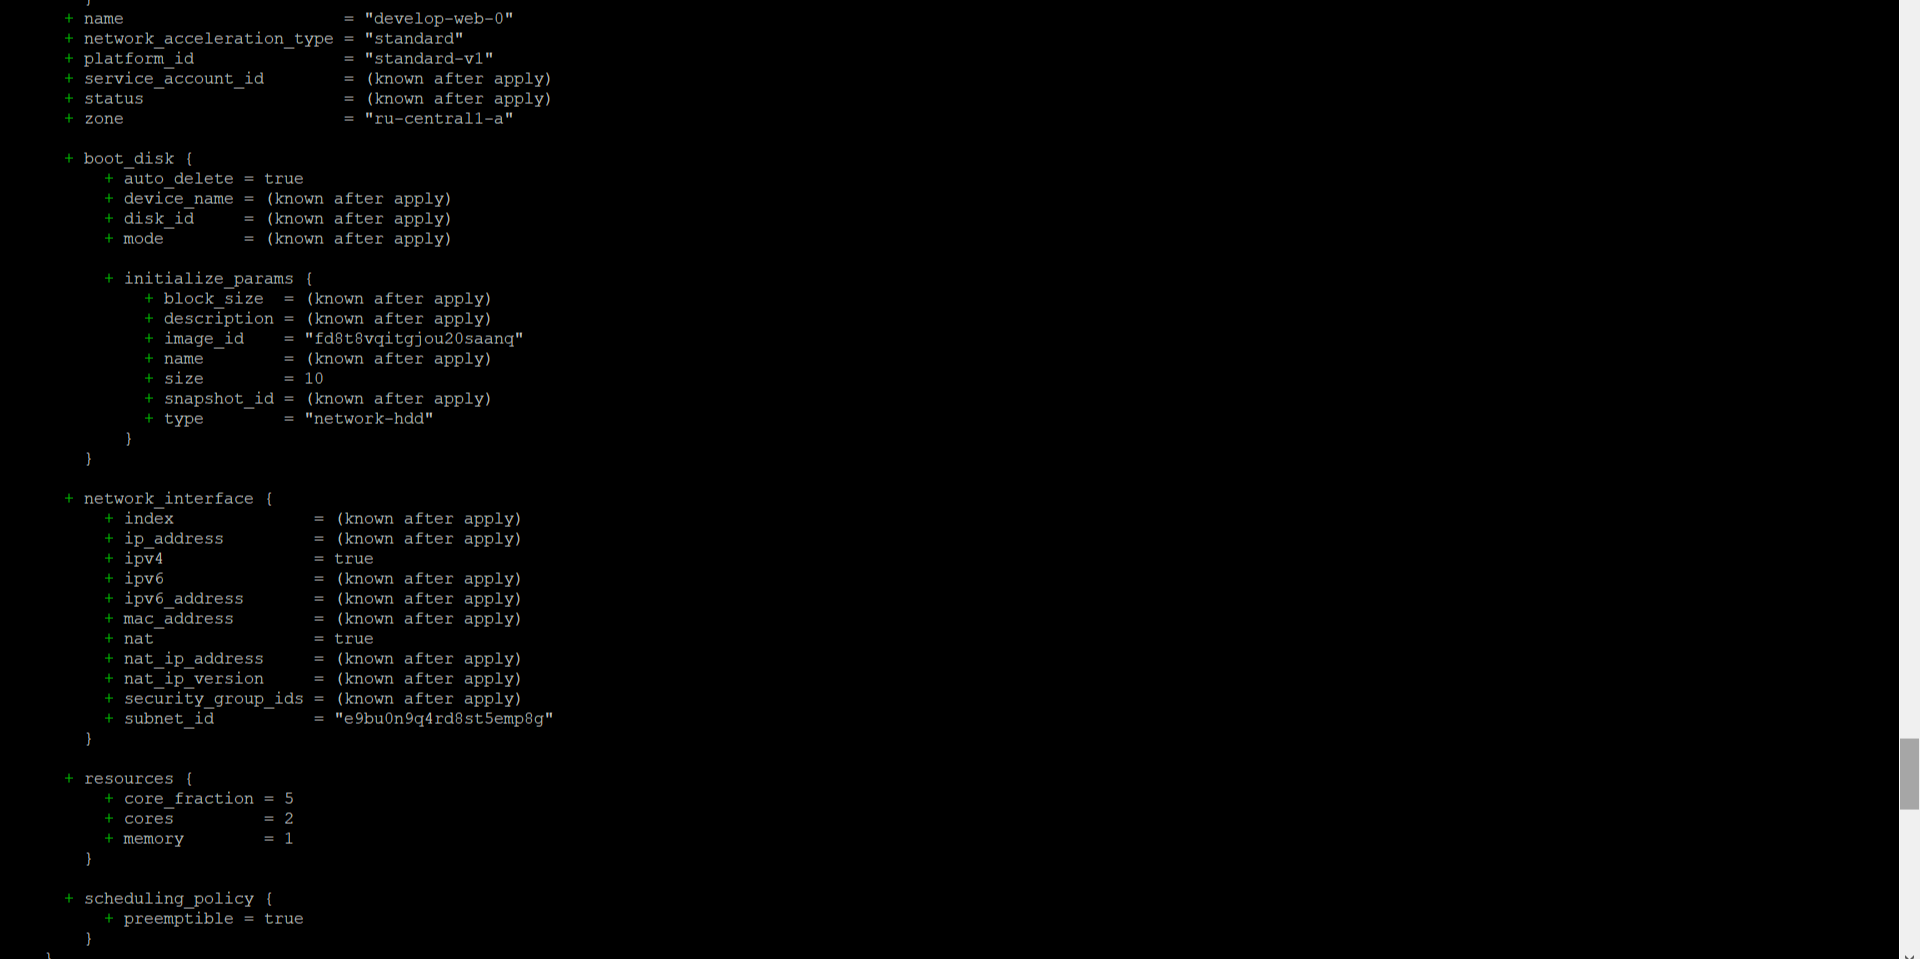 }
+ name                      = "develop-web-0"
+ network_acceleration_type = "standard"
+ platform_id               = "standard-v1"
+ service_account_id        = (known after apply)
+ status                    = (known after apply)
+ zone                      = "ru-central1-a"

+ boot_disk {
    + auto_delete = true
    + device_name = (known after apply)
    + disk_id     = (known after apply)
    + mode        = (known after apply)

    + initialize_params {
        + block_size  = (known after apply)
        + description = (known after apply)
        + image_id    = "fd8t8vqitgjou20saanq"
        + name        = (known after apply)
        + size        = 10
        + snapshot_id = (known after apply)
        + type        = "network-hdd"
      }
  }

+ network_interface {
    + index              = (known after apply)
    + ip_address         = (known after apply)
    + ipv4               = true
    + ipv6               = (known after apply)
    + ipv6_address       = (known after apply)
    + mac_address        = (known after apply)
    + nat                = true
    + nat_ip_address     = (known after apply)
    + nat_ip_version     = (known after apply)
    + security_group_ids = (known after apply)
    + subnet_id          = "e9bu0n9q4rd8st5emp8g"
  }

+ resources {
    + core_fraction = 5
    + cores         = 2
    + memory        = 1
  }

+ scheduling_policy {
    + preemptible = true
  }
}